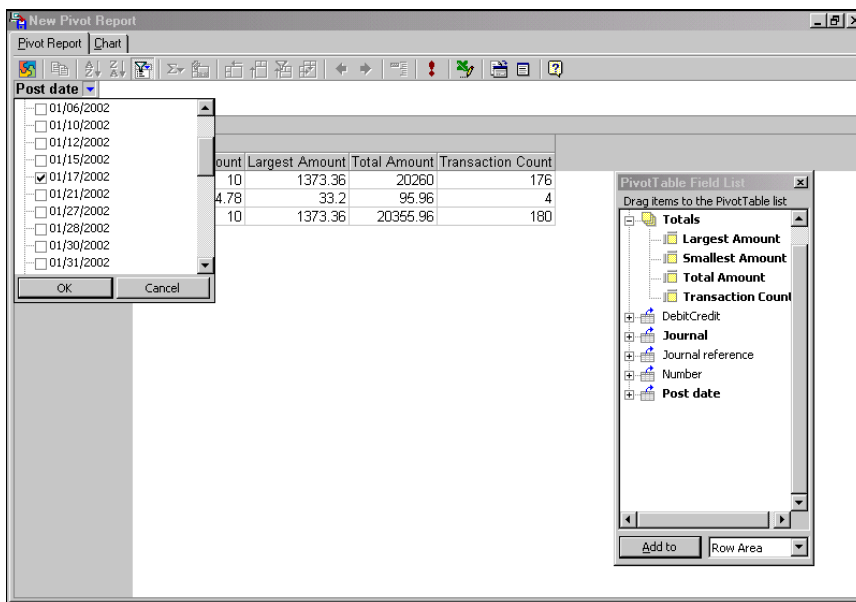 New Pivot Report
Pivot Report Chart
Post date
01/06/2002
01/10/2002
01/12/2002
01/15/2002
01/17/2002
01/21/2002
01/27/2002
01/28/2002
01/30/2002
01/31/2002
OK Cancel
ount Largest Amount Total Amount Transaction Count
10 1373.36 20260 176
4.78 33.2 95.96 4
10 1373.36 20355.96 180
PivotTable Field List
Drag items to the PivotTable list
Totals
Largest Amount
Smallest Amount
Total Amount
Transaction Count
DebitCredit
Journal
Journal reference
Number
Post date
Add to Row Area